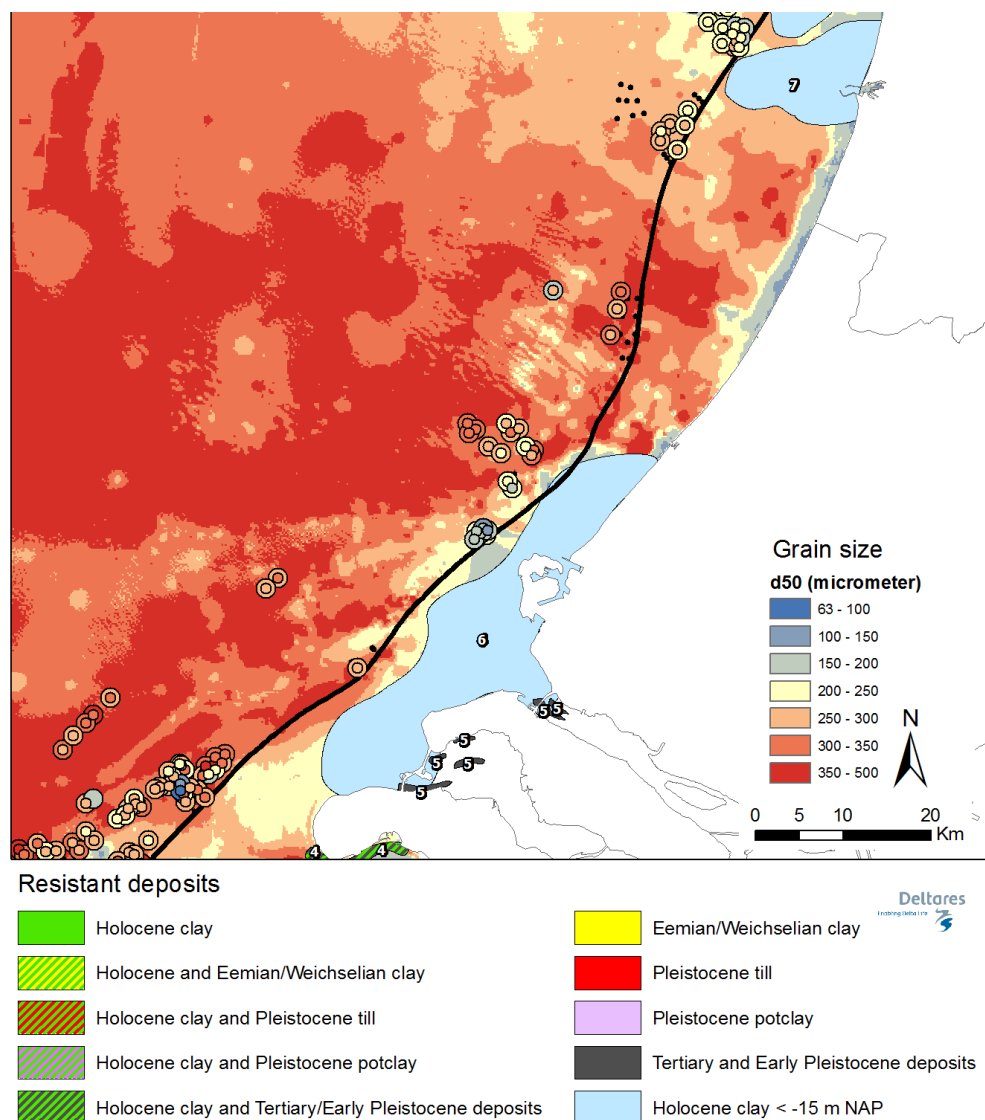 7
6
5 5
5
5 5
5
4 4
Grain size
d50 (micrometer)
63 - 100
100 - 150
150 - 200
200 - 250
250 - 300
300 - 350
350 - 500
N
0 5 10 20
Km
Resistant deposits
Deltares
Enabling Delta Life
Holocene clay
Eemian/Weichselian clay
Holocene and Eemian/Weichselian clay
Pleistocene till
Holocene clay and Pleistocene till
Pleistocene potclay
Holocene clay and Pleistocene potclay
Tertiary and Early Pleistocene deposits
Holocene clay and Tertiary/Early Pleistocene deposits
Holocene clay < -15 m NAP